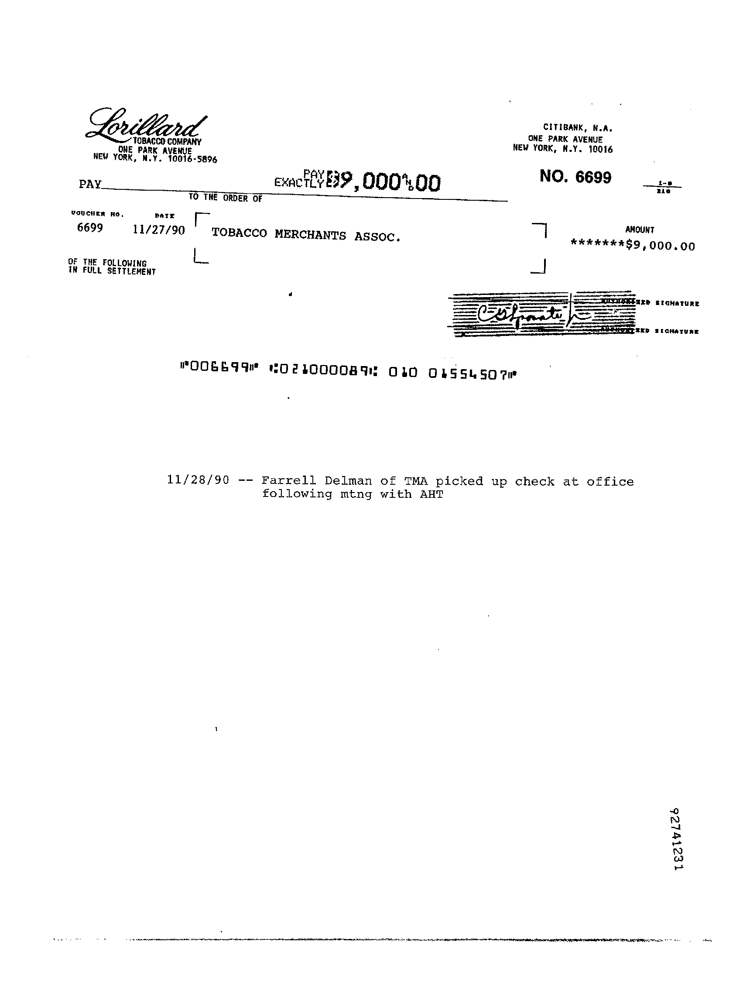 Lorillard
TOBACCO COMPANY
ONE PARK AVENUE
NEW YORK, N.Y. 10016-5896
CITIBANK, N.A.
ONE PARK AVENUE
NEW YORK, N.Y. 10016
PAY
PAY
EXACTLY 9,000 00
NO. 6699
1-8
210
TO THE ORDER OF
VOUCHER NO. DATE
6699 11/27/90
TOBACCO MERCHANTS ASSOC.
AMOUNT
*******$9,000.00
OF THE FOLLOWING
IN FULL SETTLEMENT
AUTHORIZED SIGNATURE
AUTHORIZED SIGNATURE
⑈006699⑈ ⑆021000089⑆ 010 01554507⑈
11/28/90 -- Farrell Delman of TMA picked up check at office
following mtng with AHT
92741231